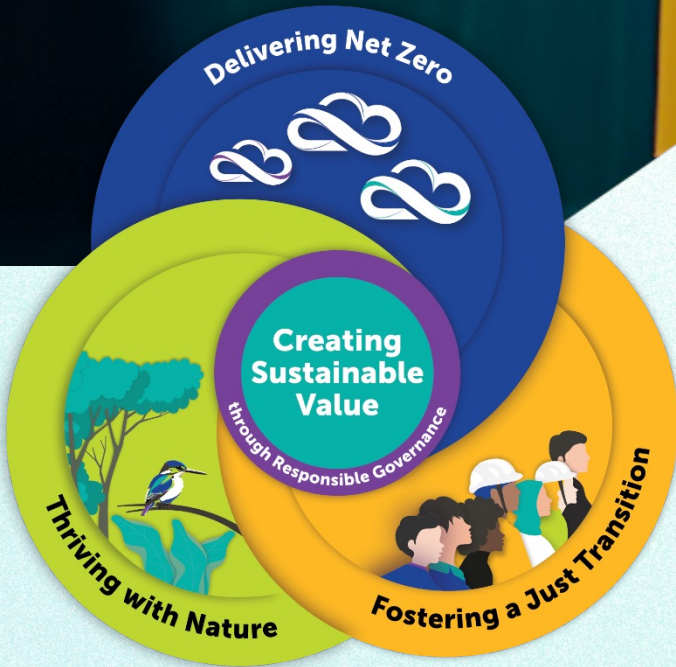 Delivering Net Zero
Creating
Sustainable
Value
through Responsible Governance
Thriving with Nature
Fostering a Just Transition